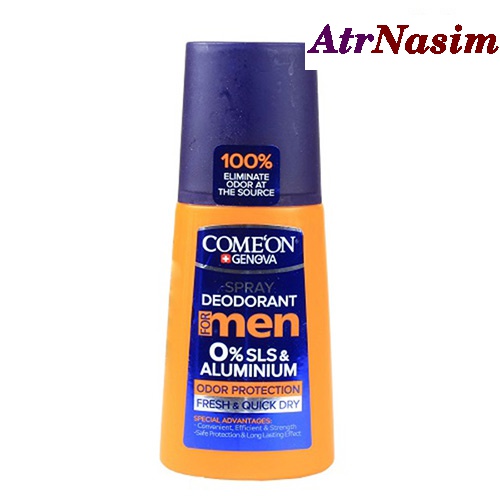 AtrNasim
100%
ELIMINATE
ODOR AT
THE SOURCE
COME'ON
GENOVA
SPRAY
DEODORANT
FOR men
0% SLS &
ALUMINIUM
ODOR PROTECTION
FRESH & QUICK DRY
SPECIAL ADVANTAGES:
- Convenient, Efficient & Strength
-Safe Protection & Long Lasting Effect